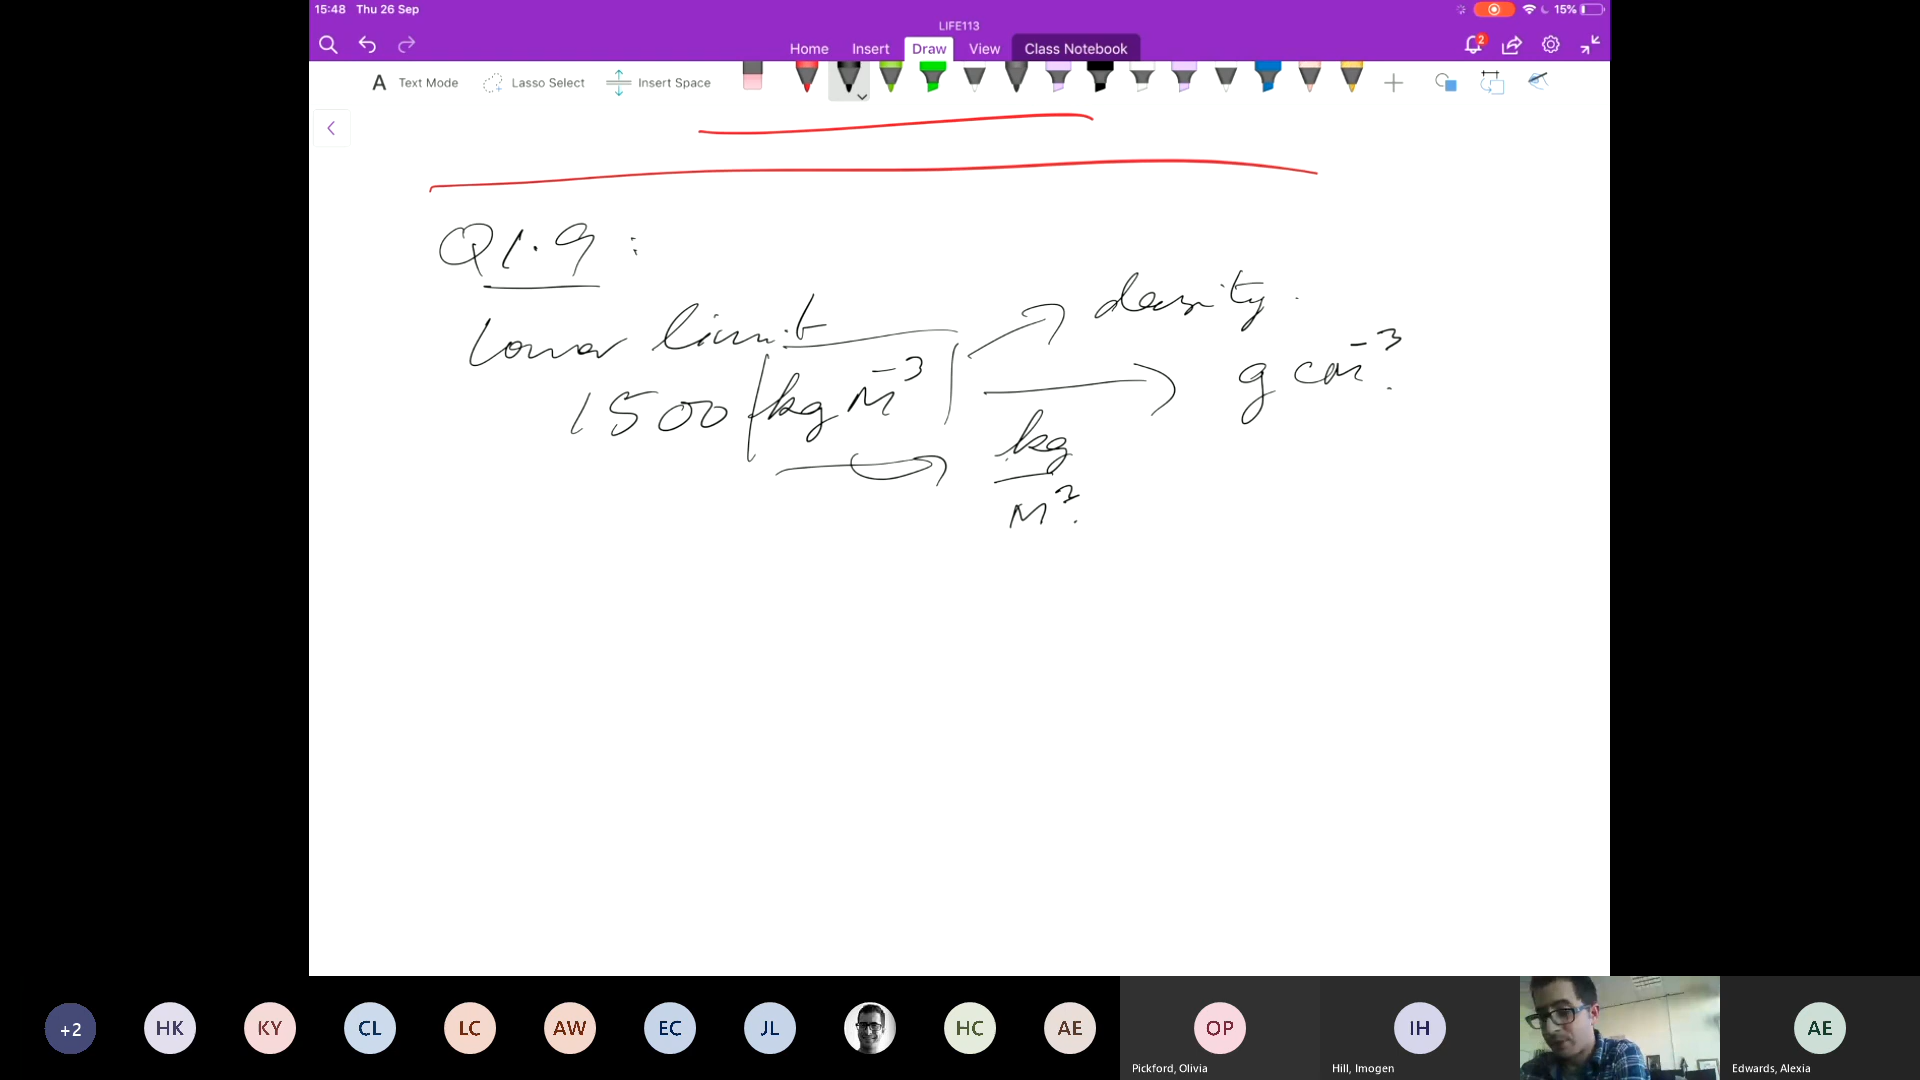 15:48 Thu 26 Sep
15%
LIFE113
Home Insert Draw View Class Notebook
2
A Text Mode Lasso Select Insert Space
Q1.9 :
Lower limit
density.
1500 kg m⁻³
g cm⁻³.
kg
m³.
+2 HK KY CL LC AW EC JL HC AE OP IH AE
Pickford, Olivia Hill, Imogen Edwards, Alexia